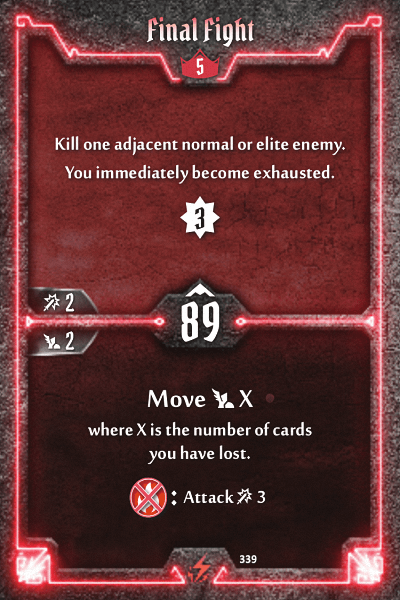 Final Fight
5
Kill one adjacent normal or elite enemy.
You immediately become exhausted.
3
2
89
2
Move X
where X is the number of cards
you have lost.
: Attack 3
339